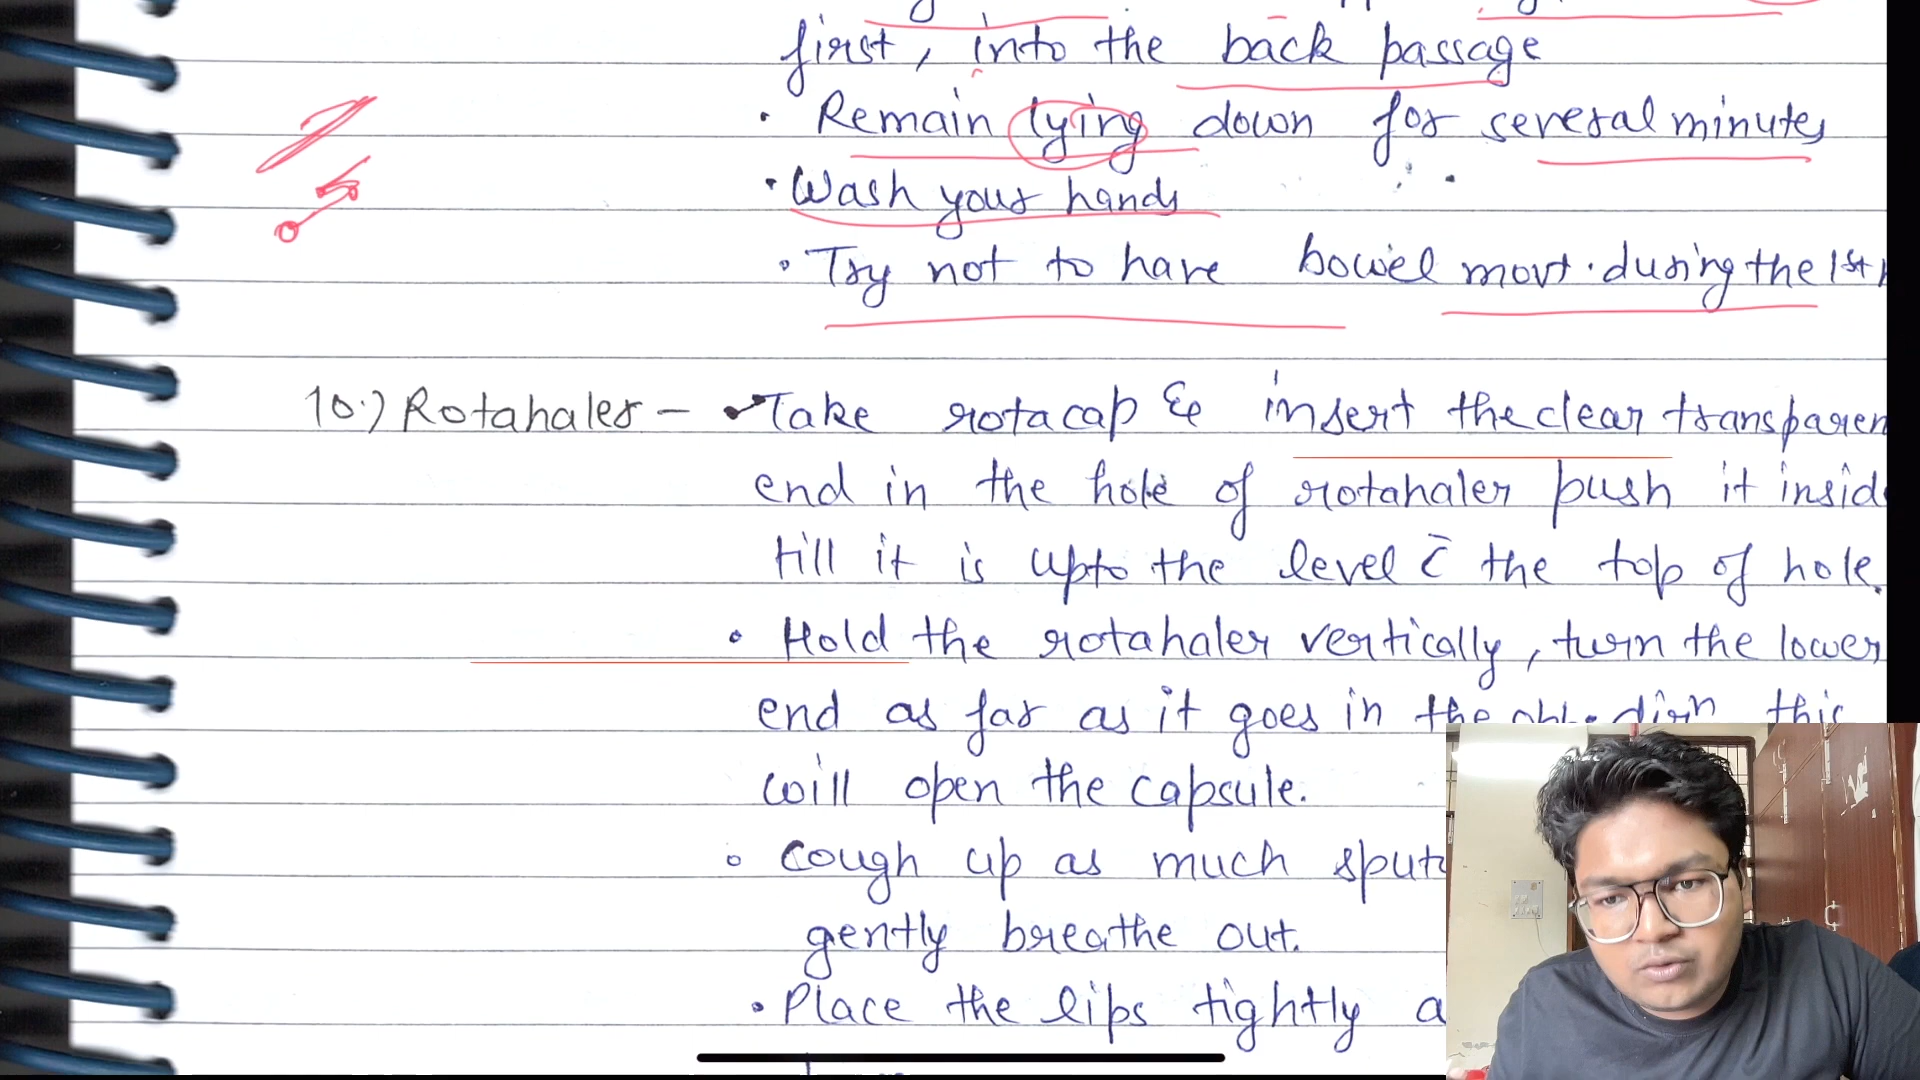 first, into the back passage
• Remain lying down for several minutes
• Wash your hands
• Try not to have bowel movt. during the 1st
10.) Rotahaler – Take rotacap & insert the clear transparen
end in the hole of rotahaler push it insid
till it is upto the level c̄ the top of hole.
• Hold the rotahaler vertically, turn the lower
end as far as it goes in the opp. dirn this
will open the capsule.
• Cough up as much sput
gently breathe out.
• Place the lips tightly a